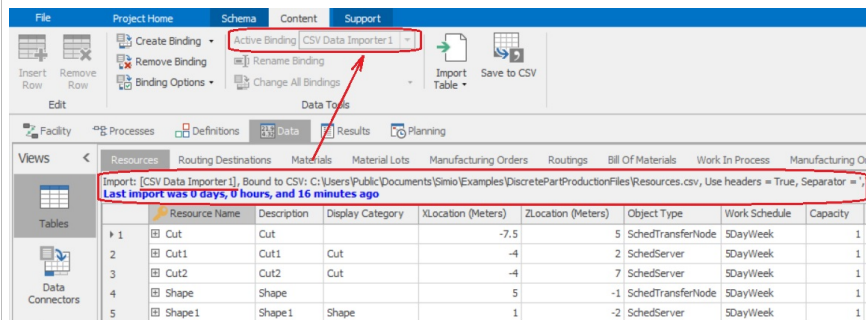 File Project Home Schema Content Support
Create Binding Active Binding CSV Data Importer1
Remove Binding Rename Binding
Insert Row Remove Row Binding Options Change All Bindings Import Table Save to CSV
Edit Data Tools
Facility Processes Definitions Data Results Planning
Views < Resources Routing Destinations Materials Material Lots Manufacturing Orders Routings Bill Of Materials Work In Process Manufacturing O
Import: [CSV Data Importer1], Bound to CSV: C:\Users\Public\Documents\Simio\Examples\DiscretePartProductionFiles\Resources.csv, Use headers = True, Separator = ',
Last import was 0 days, 0 hours, and 16 minutes ago
Tables
Resource Name Description Display Category XLocation (Meters) ZLocation (Meters) Object Type Work Schedule Capacity
1 Cut Cut -7.5 5 SchedTransferNode 5DayWeek 1
2 Cut1 Cut1 Cut -4 2 SchedServer 5DayWeek 1
3 Cut2 Cut2 Cut -4 7 SchedServer 5DayWeek 1
Data Connectors
4 Shape Shape 5 -1 SchedTransferNode 5DayWeek 1
5 Shape1 Shape1 Shape 1 -2 SchedServer 5DayWeek 1